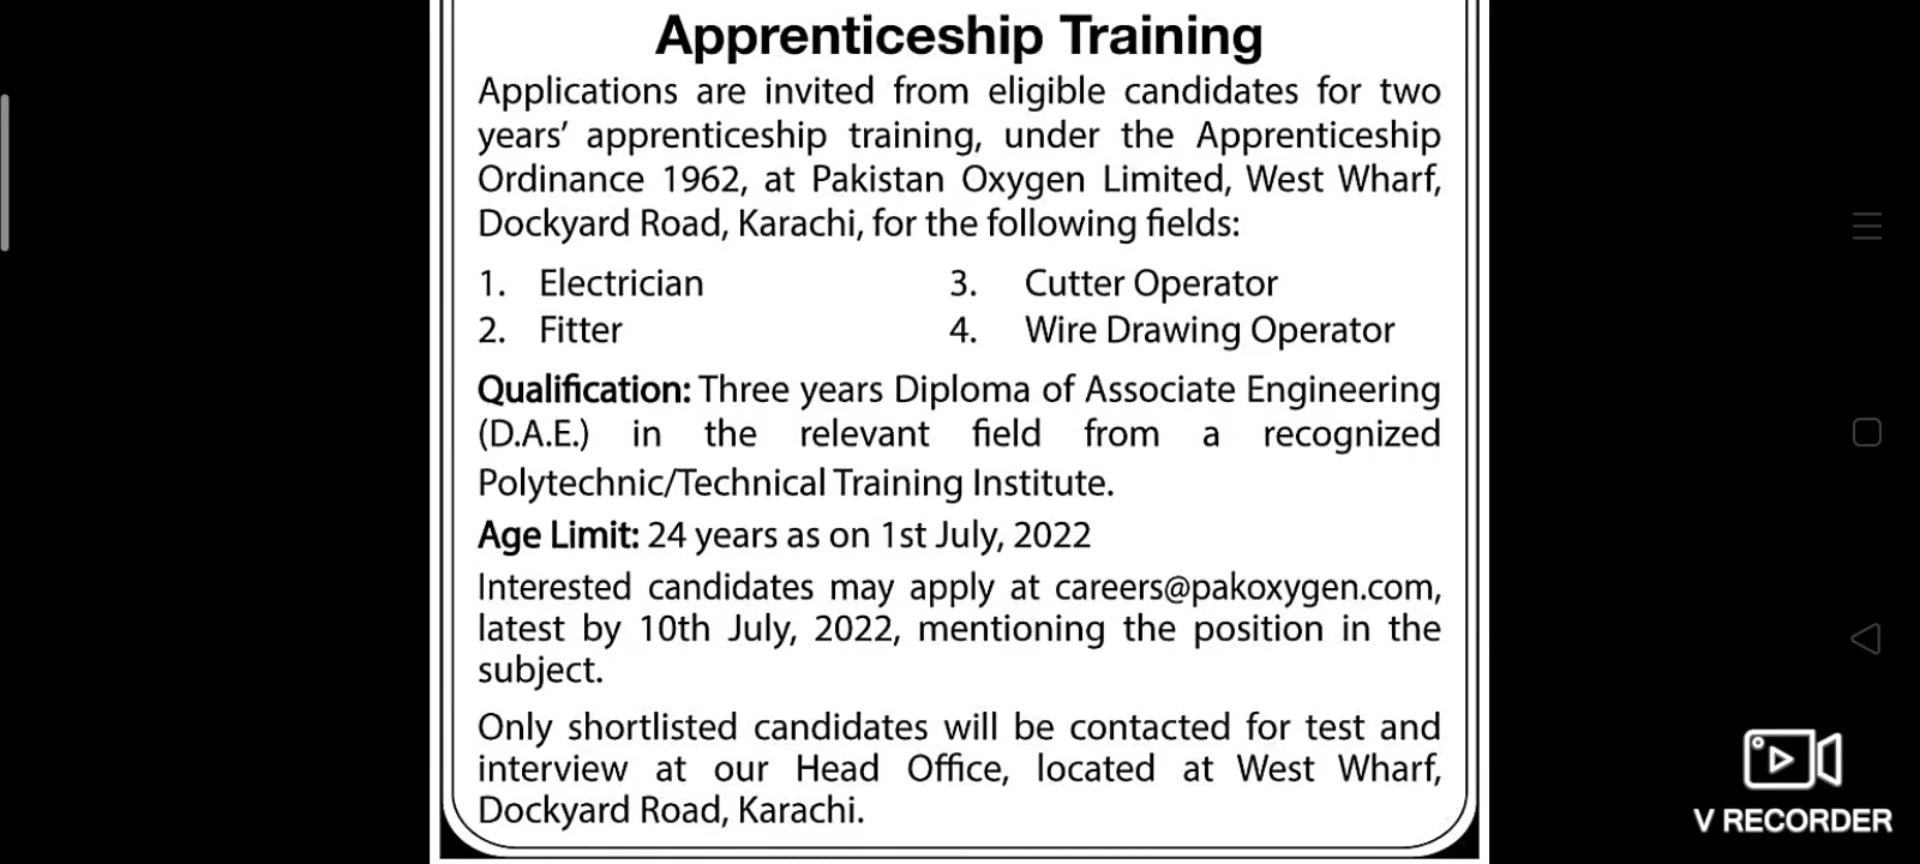 Apprenticeship Training
Applications are invited from eligible candidates for two
years’ apprenticeship training, under the Apprenticeship
Ordinance 1962, at Pakistan Oxygen Limited, West Wharf,
Dockyard Road, Karachi, for the following fields:
1. Electrician 3. Cutter Operator
2. Fitter 4. Wire Drawing Operator
Qualification: Three years Diploma of Associate Engineering
(D.A.E.) in the relevant field from a recognized
Polytechnic/Technical Training Institute.
Age Limit: 24 years as on 1st July, 2022
Interested candidates may apply at careers@pakoxygen.com,
latest by 10th July, 2022, mentioning the position in the
subject.
Only shortlisted candidates will be contacted for test and
interview at our Head Office, located at West Wharf,
Dockyard Road, Karachi.
V RECORDER